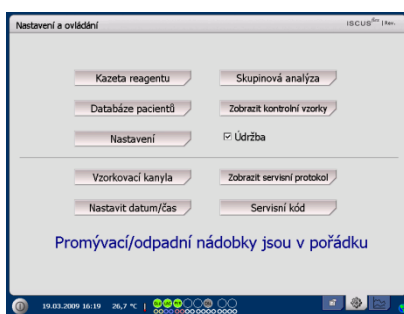 Nastavení a ovládání
ISCUS
Kazeta reagentu
Skupinová analýza
Databáze pacientů
Zobrazit kontrolní vzorky
Nastavení
Údržba
Vzorkovací kanyla
Zobrazit servisní protokol
Nastavit datum/čas
Servisní kód
Promývací/odpadní nádobky jsou v pořádku
19.03.2009 16:19 26,7 °C